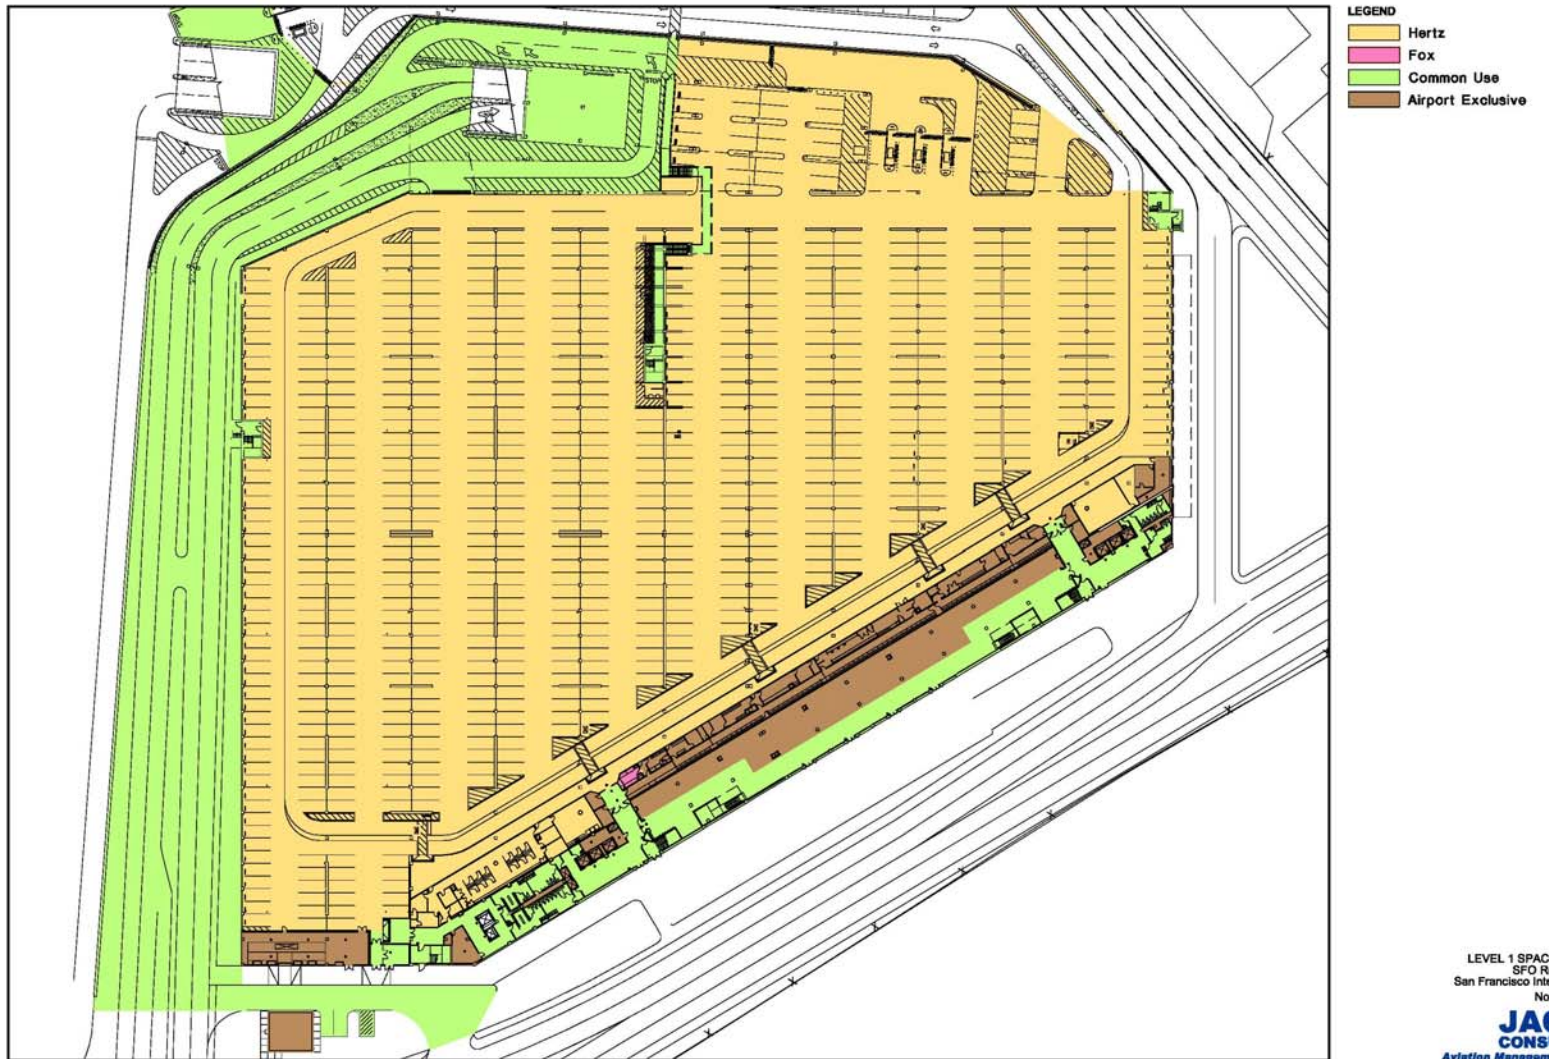 LEGEND
Hertz
Fox
Common Use
Airport Exclusive
STOP
LEVEL 1 SPAC
SFO R
San Francisco Inte
No
JA
CONS
Aviation Managem